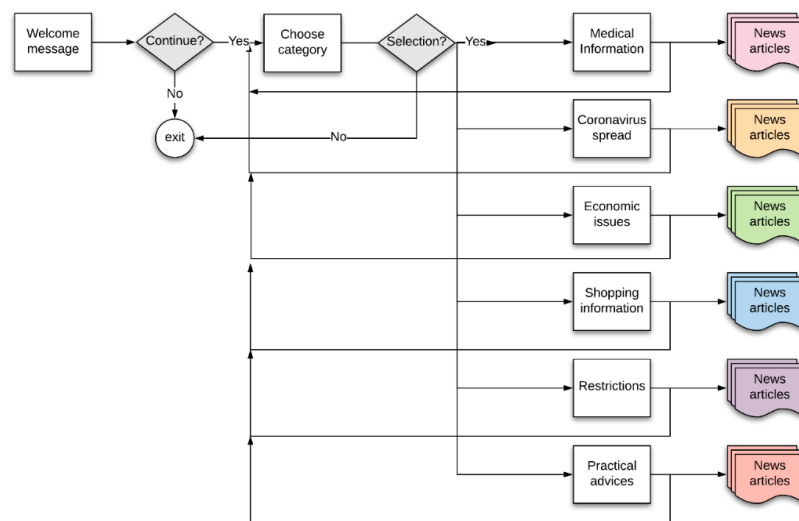 Welcome
message
Continue?
Yes
Choose
category
Selection?
Yes
Medical
Information
News
articles
No
exit
No
Coronavirus
spread
News
articles
Economic
issues
News
articles
Shopping
information
News
articles
Restrictions
News
articles
Practical
advices
News
articles